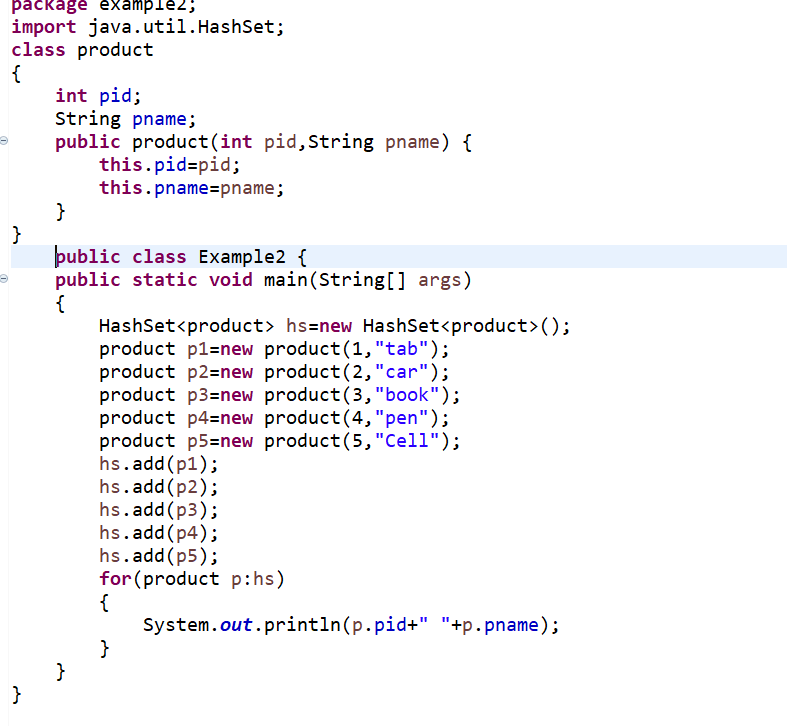 package example2;
import java.util.HashSet;
class product
{
    int pid;
    String pname;
    public product(int pid,String pname) {
        this.pid=pid;
        this.pname=pname;
    }
}
    public class Example2 {
    public static void main(String[] args)
    {
        HashSet<product> hs=new HashSet<product>();
        product p1=new product(1,"tab");
        product p2=new product(2,"car");
        product p3=new product(3,"book");
        product p4=new product(4,"pen");
        product p5=new product(5,"Cell");
        hs.add(p1);
        hs.add(p2);
        hs.add(p3);
        hs.add(p4);
        hs.add(p5);
        for(product p:hs)
        {
            System.out.println(p.pid+" "+p.pname);
        }
    }
}